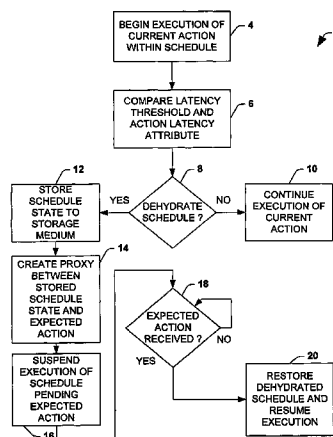 BEGIN EXECUTION OF
CURRENT ACTION
WITHIN SCHEDULE
4
COMPARE LATENCY
THRESHOLD AND
ACTION LATENCY
ATTRIBUTE
6
8
DEHYDRATE
SCHEDULE ?
YES
NO
12
STORE
SCHEDULE
STATE TO
STORAGE
MEDIUM
10
CONTINUE
EXECUTION OF
CURRENT
ACTION
14
CREATE PROXY
BETWEEN
STORED
SCHEDULE
STATE AND
EXPECTED
ACTION
18
EXPECTED
ACTION
RECEIVED ?
YES
NO
SUSPEND
EXECUTION OF
SCHEDULE
PENDING
EXPECTED
ACTION
16
20
RESTORE
DEHYDRATED
SCHEDULE AND
RESUME
EXECUTION